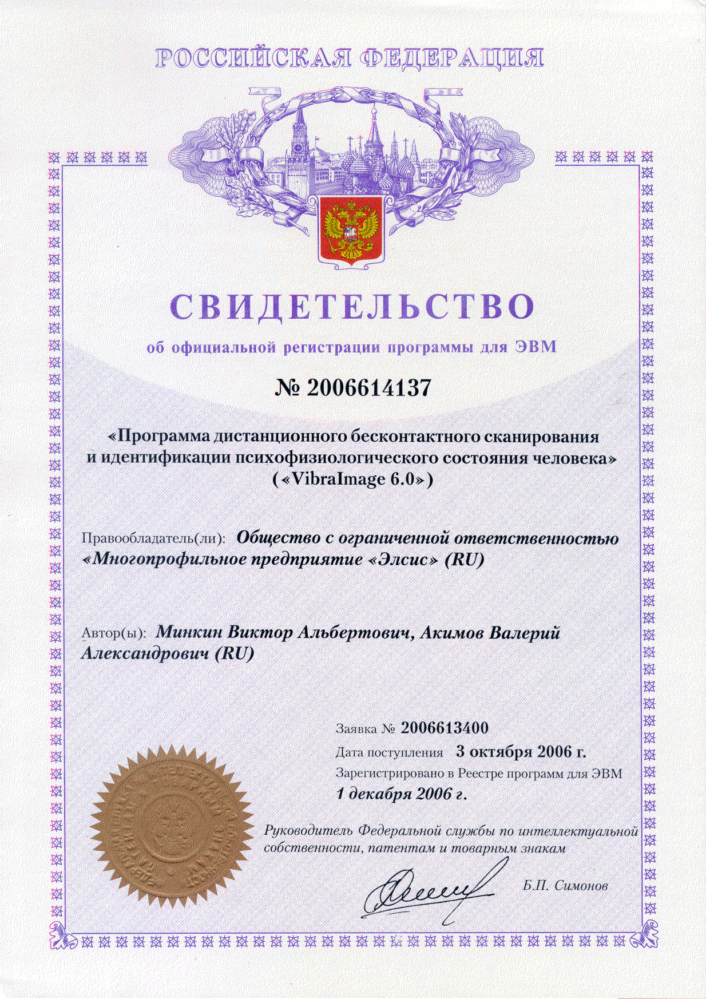 РОССИЙСКАЯ ФЕДЕРАЦИЯ
СВИДЕТЕЛЬСТВО
об официальной регистрации программы для ЭВМ
№ 2006614137
«Программа дистанционного бесконтактного сканирования
и идентификации психофизиологического состояния человека»
(«VibraImage 6.0»)
Правообладатель(ли): Общество с ограниченной ответственностью
«Многопрофильное предприятие «Элсис» (RU)
Автор(ы): Минкин Виктор Альбертович, Акимов Валерий
Александрович (RU)
Заявка № 2006613400
Дата поступления 3 октября 2006 г.
Зарегистрировано в Реестре программ для ЭВМ
1 декабря 2006 г.
Руководитель Федеральной службы по интеллектуальной
собственности, патентам и товарным знакам
Б.П. Симонов